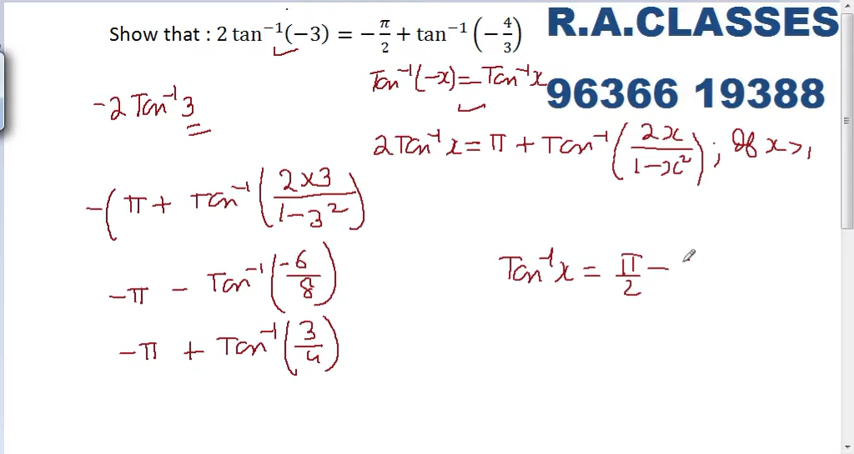 Show that : 2 tan⁻¹(−3) = −π/2 + tan⁻¹(−4/3)
R.A.CLASSES
96366 19388
Tan⁻¹(−x) = −Tan⁻¹x
−2 Tan⁻¹3
2Tan⁻¹x = π + Tan⁻¹(2x/(1−x²)) ; If x>1
−(π + Tan⁻¹((2×3)/(1−3²))
−π − Tan⁻¹(−6/8)
Tan⁻¹x = π/2 −
−π + Tan⁻¹(3/4)